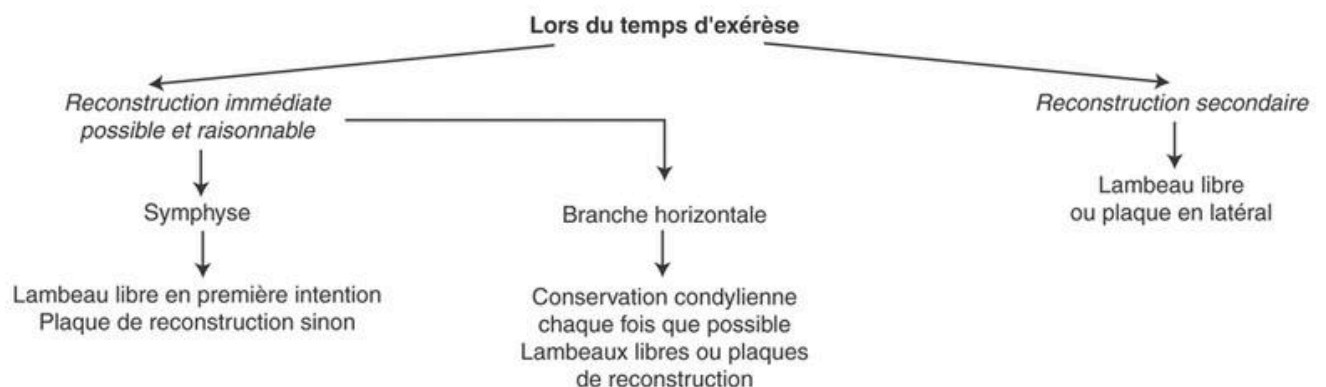 Lors du temps d'exérèse
Reconstruction immédiate
possible et raisonnable
Reconstruction secondaire
Symphyse
Branche horizontale
Lambeau libre
ou plaque en latéral
Lambeau libre en première intention
Plaque de reconstruction sinon
Conservation condylienne
chaque fois que possible
Lambeaux libres ou plaques
de reconstruction